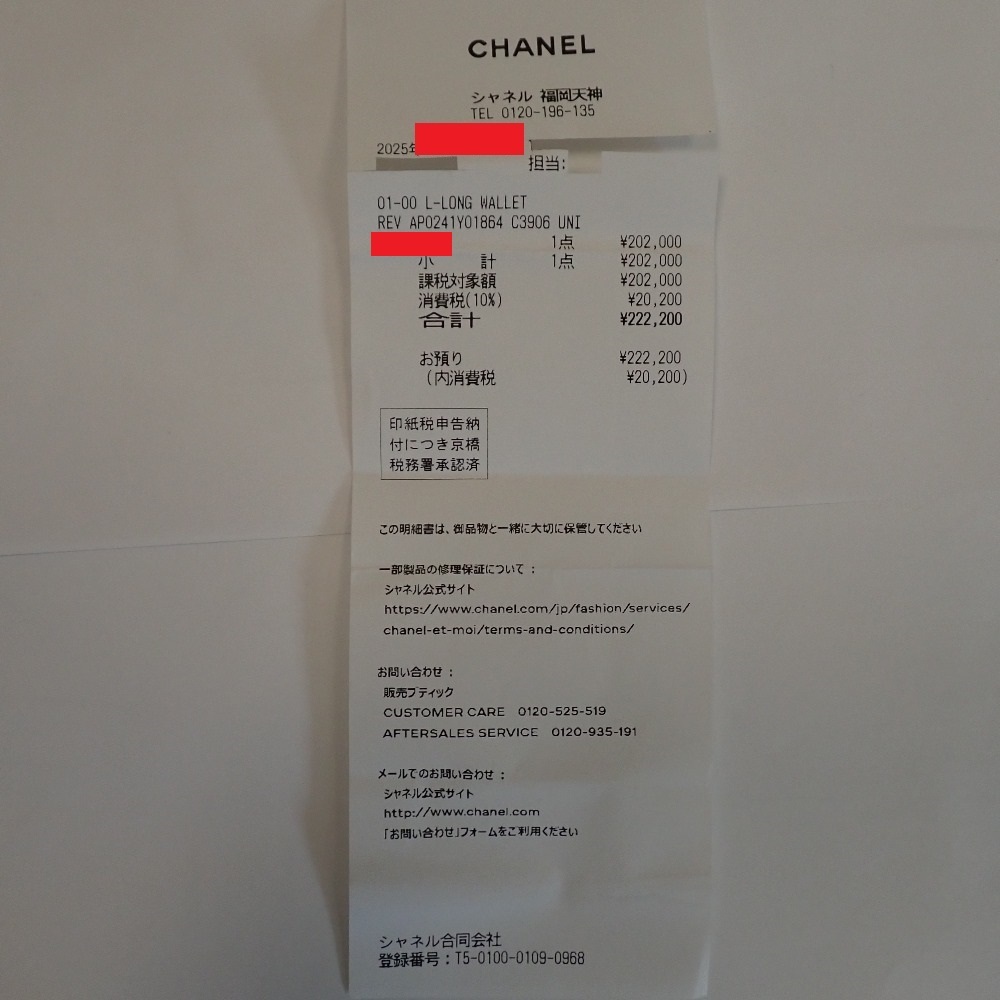 CHANEL
シャネル 福岡天神
TEL 0120-196-135
2025年
担当:
01-00 L-LONG WALLET
REV AP0241Y01864 C3906 UNI
1点 ¥202,000
小 計 1点 ¥202,000
課税対象額 ¥202,000
消費税(10%) ¥20,200
合計 ¥222,200
お預り ¥222,200
(内消費税 ¥20,200)
印紙税申告納
付につき京橋
税務署承認済
この明細書は、御品物と一緒に大切に保管してください
一部製品の修理保証について :
シャネル公式サイト
https://www.chanel.com/jp/fashion/services/
chanel-et-moi/terms-and-conditions/
お問い合わせ :
販売ブティック
CUSTOMER CARE 0120-525-519
AFTERSALES SERVICE 0120-935-191
メールでのお問い合わせ :
シャネル公式サイト
http://www.chanel.com
「お問い合わせ」フォームをご利用ください
シャネル合同会社
登録番号:T5-0100-0109-0968